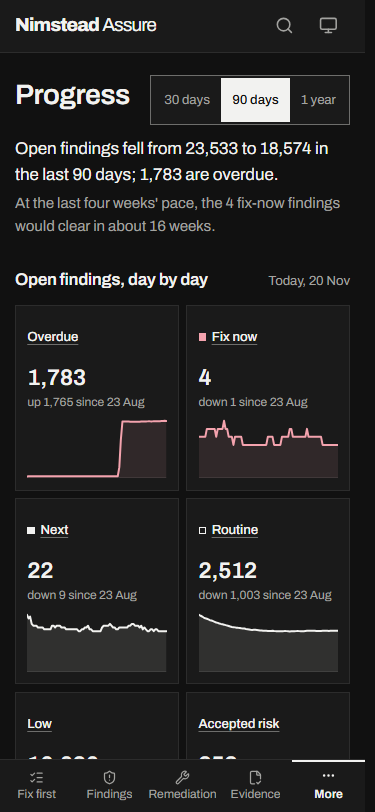 Nimstead Assure
Progress
30 days
90 days
1 year
Open findings fell from 23,533 to 18,574 in
the last 90 days; 1,783 are overdue.
At the last four weeks' pace, the 4 fix-now findings
would clear in about 16 weeks.
Open findings, day by day
Today, 20 Nov
Overdue
1,783
up 1,765 since 23 Aug
Fix now
4
down 1 since 23 Aug
Next
22
down 9 since 23 Aug
Routine
2,512
down 1,003 since 23 Aug
Low
Accepted risk
Fix first
Findings
Remediation
Evidence
More